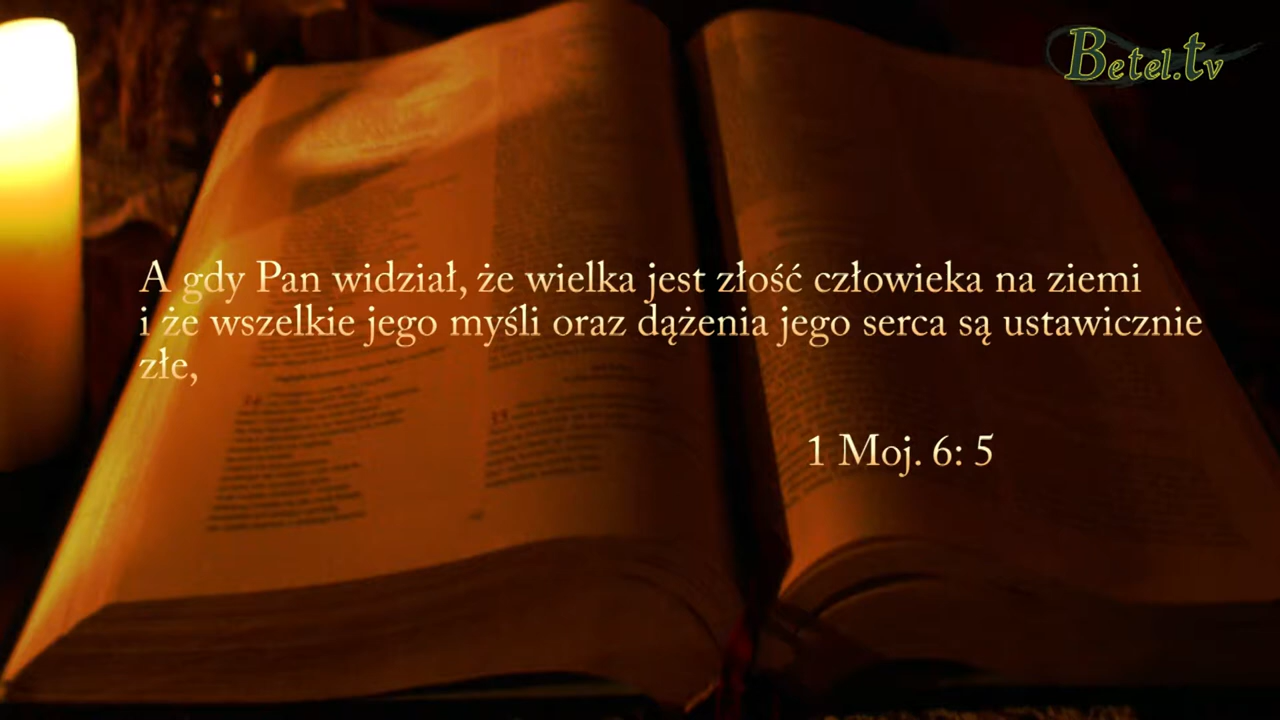 Betel.tv
A gdy Pan widział, że wielka jest złość człowieka na ziemi
i że wszelkie jego myśli oraz dążenia jego serca są ustawicznie
złe,
1 Moj. 6: 5